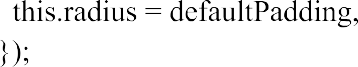 this.radius = defaultPadding,
});